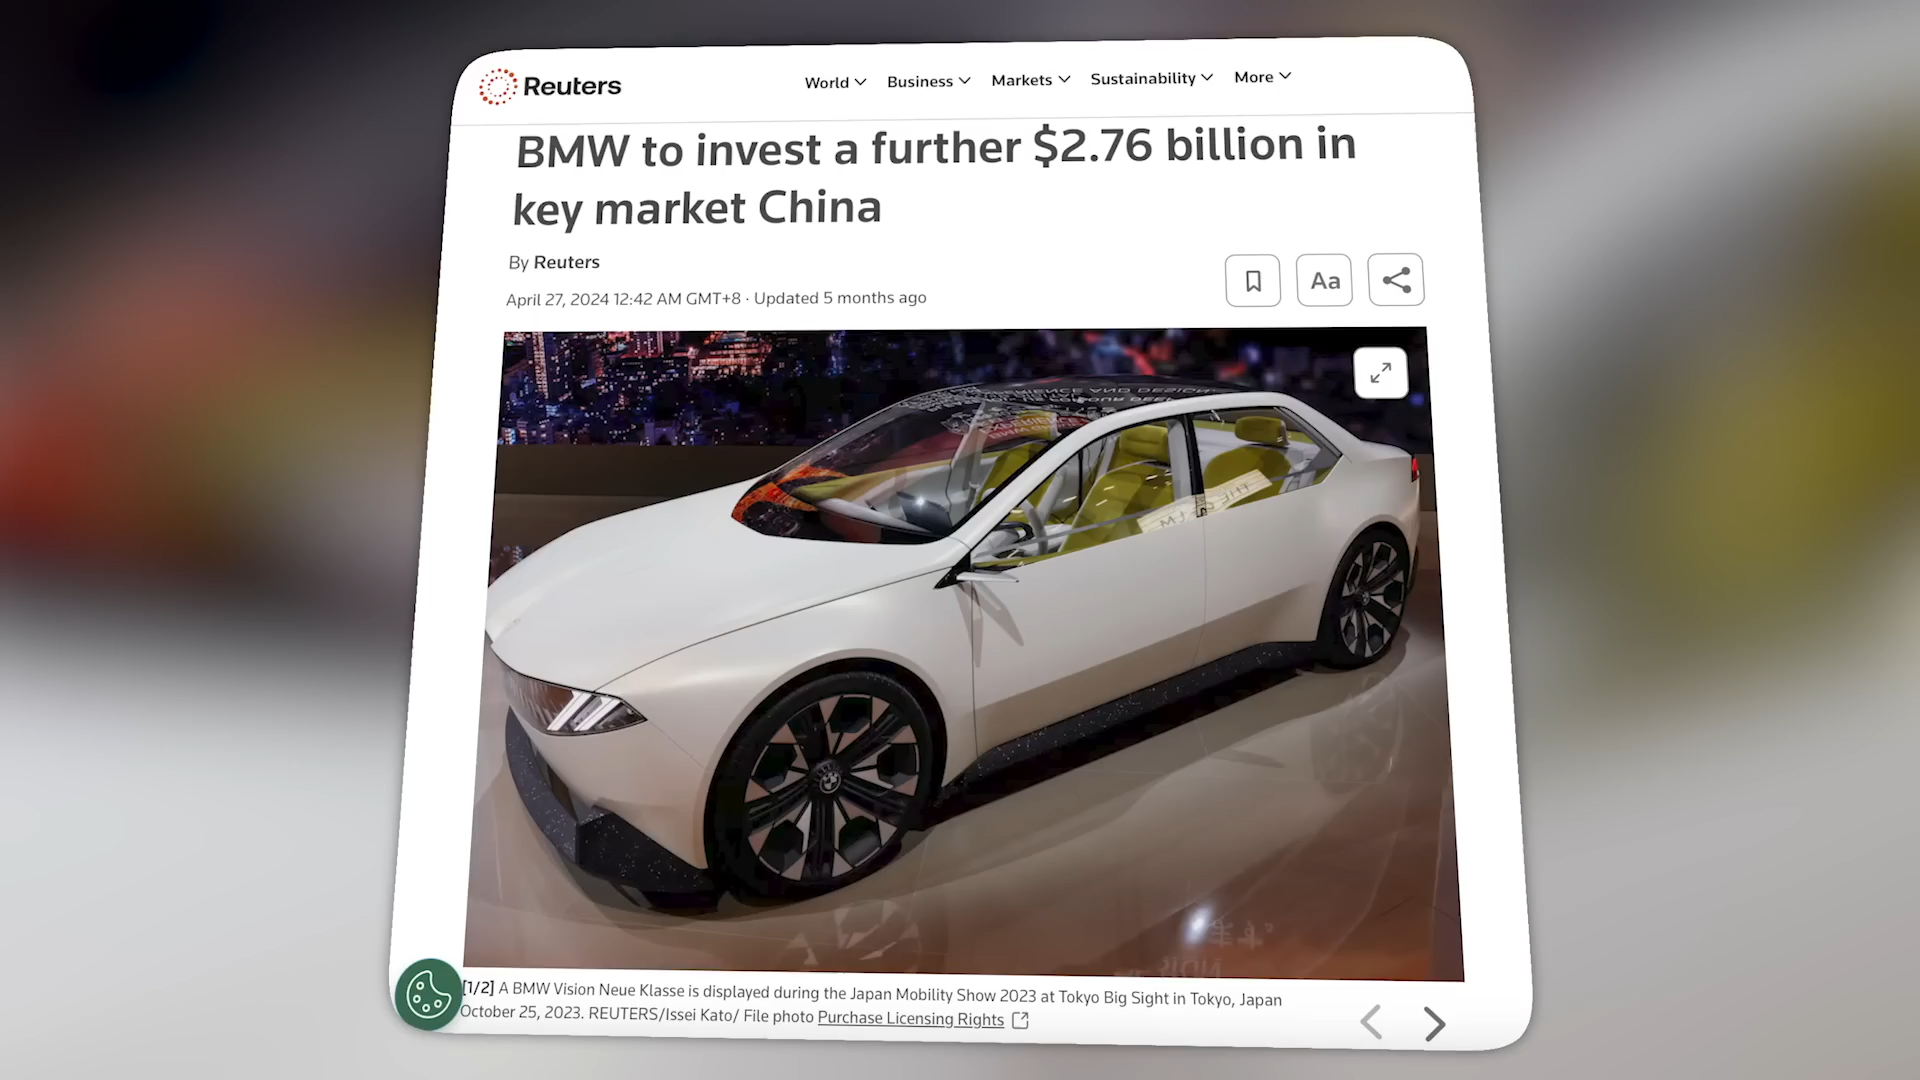 Reuters
World Business Markets Sustainability More
BMW to invest a further $2.76 billion in
key market China
By Reuters
April 27, 2024 12:42 AM GMT+8 · Updated 5 months ago
Aa
[1/2] A BMW Vision Neue Klasse is displayed during the Japan Mobility Show 2023 at Tokyo Big Sight in Tokyo, Japan
October 25, 2023. REUTERS/Issei Kato/ File photo Purchase Licensing Rights